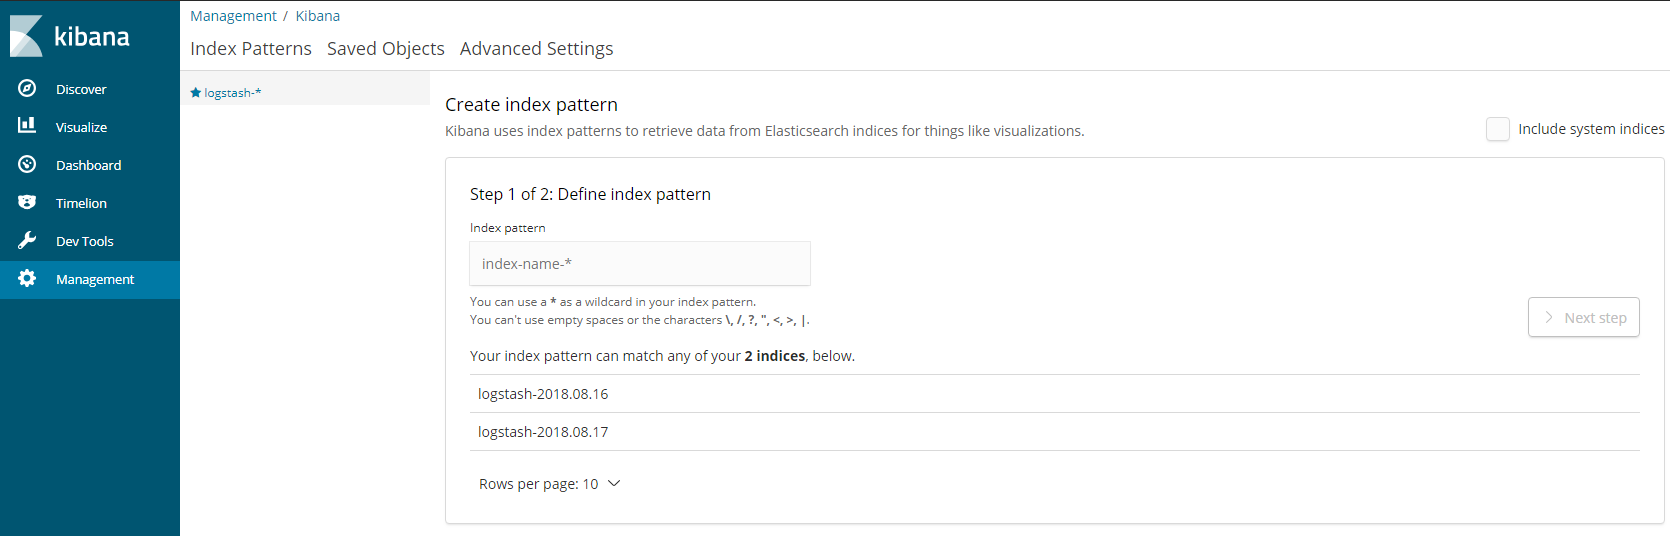 kibana
Discover
Visualize
Dashboard
Timelion
Dev Tools
Management
Management / Kibana
Index Patterns Saved Objects Advanced Settings
logstash-*
Create index pattern
Kibana uses index patterns to retrieve data from Elasticsearch indices for things like visualizations.
Include system indices
Step 1 of 2: Define index pattern
Index pattern
index-name-*
You can use a * as a wildcard in your index pattern.
You can't use empty spaces or the characters \, /, ?, ", <, >, |.
Next step
Your index pattern can match any of your 2 indices, below.
logstash-2018.08.16
logstash-2018.08.17
Rows per page: 10